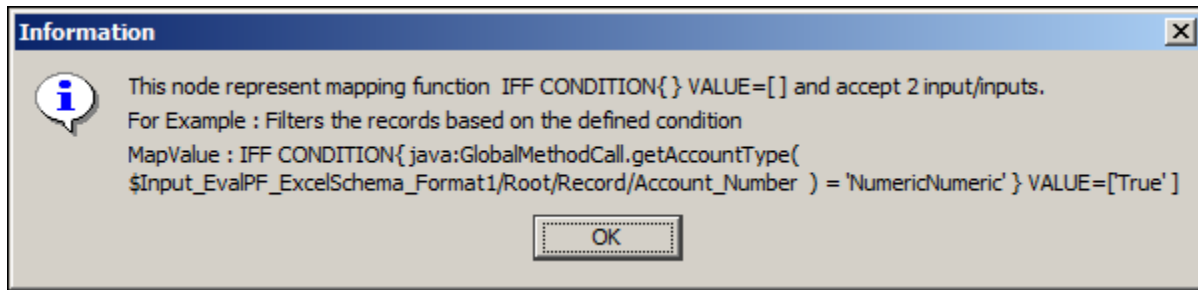 Information
This node represent mapping function  IFF CONDITION{ } VALUE=[ ] and accept 2 input/inputs.
For Example : Filters the records based on the defined condition
MapValue : IFF CONDITION{ java:GlobalMethodCall.getAccountType(
$Input_EvalPF_ExcelSchema_Format1/Root/Record/Account_Number  ) = 'NumericNumeric' } VALUE=['True' ]
OK